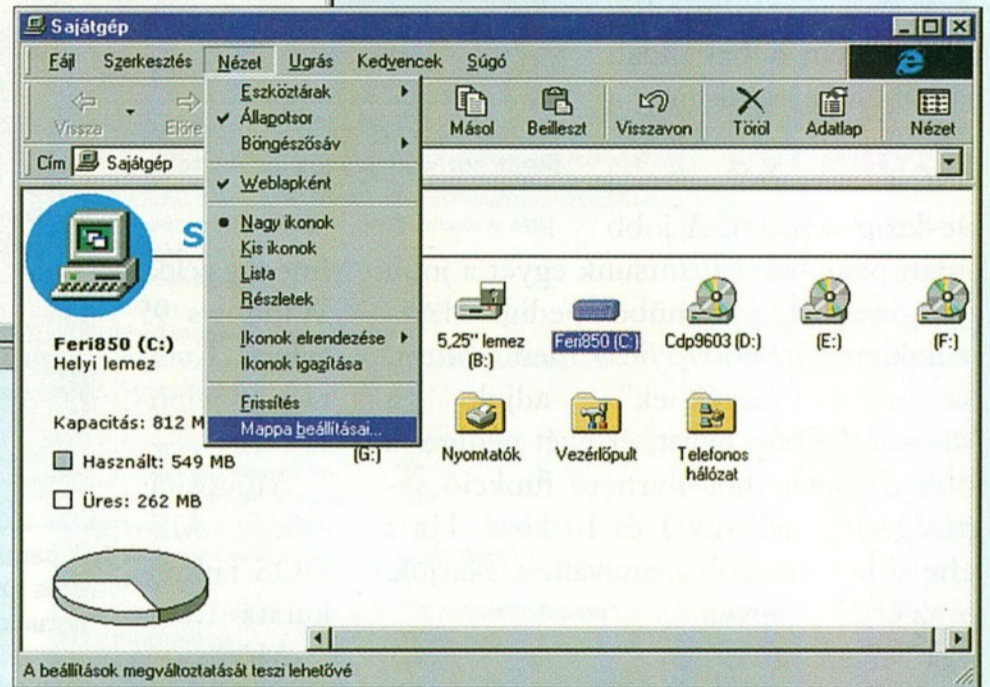 Sajátgép
Fájl Szerkesztés Nézet Ugrás Kedvencek Súgó
Vissza Előre Másol Beilleszt Visszavon Töröl Adatlap Nézet
Cím Sajátgép
Eszköztárak
Állapotsor
Böngészősáv
Weblapként
Nagy ikonok
Kis ikonok
Lista
Részletek
Ikonok elrendezése
Ikonok igazítása
Frissítés
Mappa beállításai...
S
Feri850 (C:)
Helyi lemez
Kapacitás: 812 M
Használt: 549 MB
Üres: 262 MB
5,25" lemez
(B:)
Feri850 (C:)
Cdp9603 (D:)
(E:)
(F:)
(G:)
Nyomtatók
Vezérlőpult
Telefonos
hálózat
A beállítások megváltoztatását teszi lehetővé